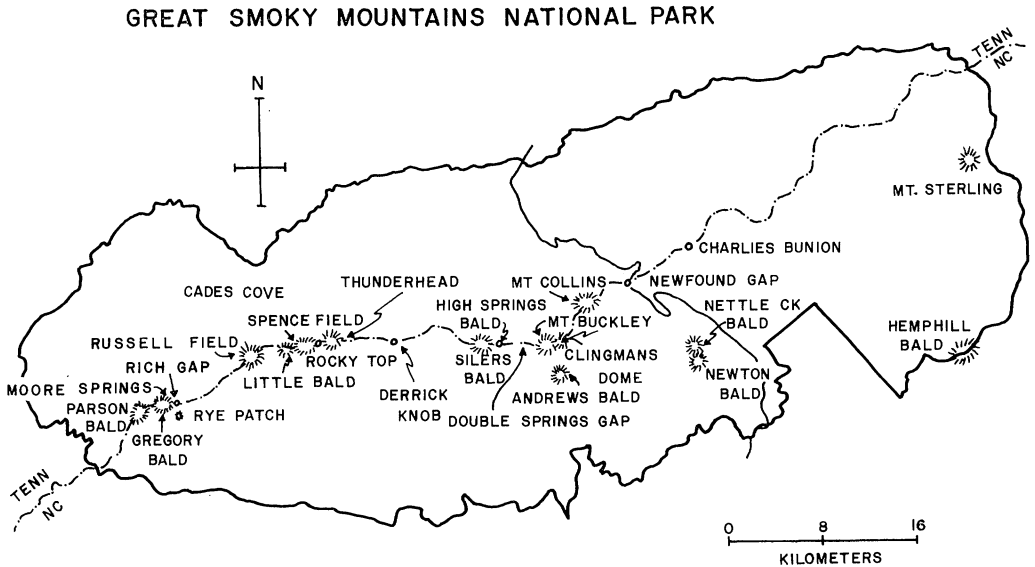 GREAT SMOKY MOUNTAINS NATIONAL PARK
TENN
NC
N
MT. STERLING
CHARLIES BUNION
MT COLLINS
NEWFOUND GAP
THUNDERHEAD
CADES COVE
HIGH SPRINGS
BALD
NETTLE CK
BALD
SPENCE FIELD
MT. BUCKLEY
HEMPHILL
BALD
RUSSELL FIELD
ROCKY TOP
SILERS
BALD
CLINGMANS
DOME
RICH GAP
LITTLE BALD
NEWTON
BALD
MOORE SPRINGS
DERRICK
KNOB
ANDREWS BALD
PARSON
BALD
RYE PATCH
DOUBLE SPRINGS GAP
GREGORY
BALD
TENN
NC
0 8 16
KILOMETERS